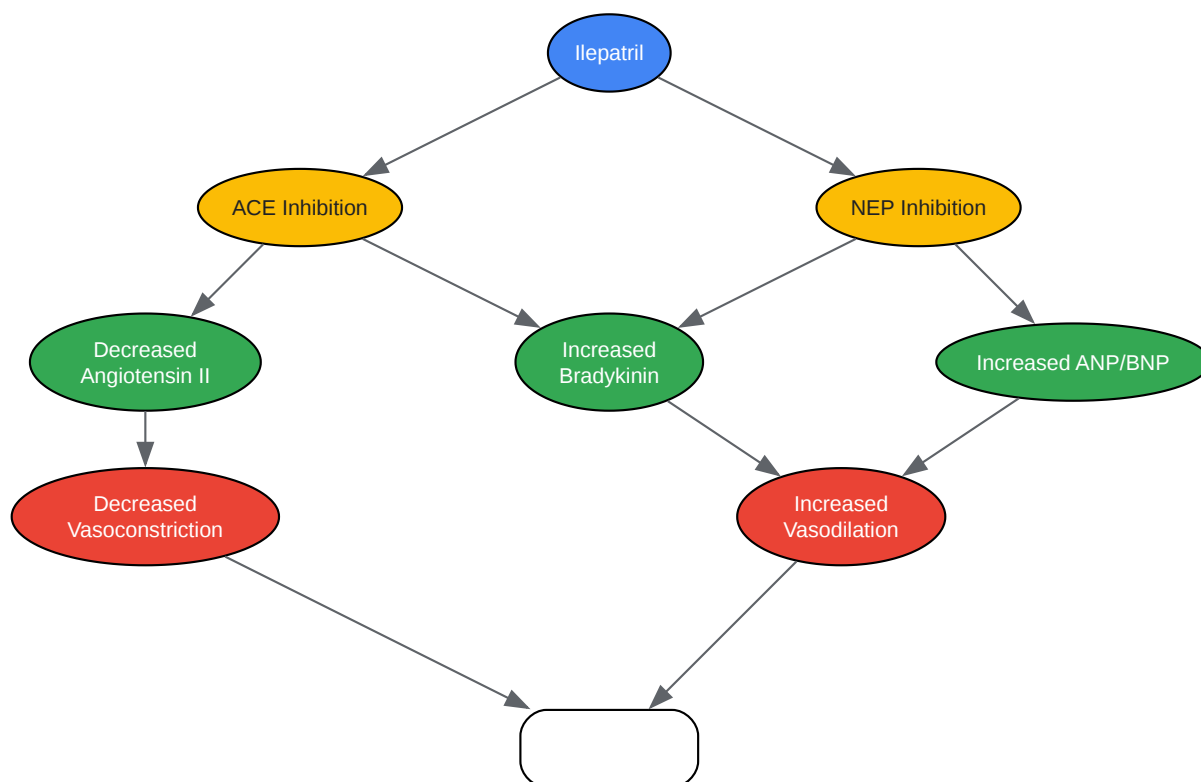 Ilepatril
ACE Inhibition
NEP Inhibition
Decreased
Angiotensin II
Increased
Bradykinin
Increased ANP/BNP
Decreased
Vasoconstriction
Increased
Vasodilation